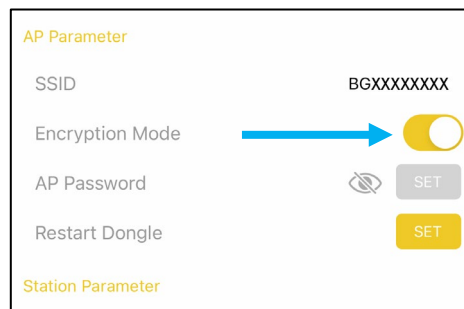 AP Parameter
SSID BGXXXXXXXX
Encryption Mode
AP Password SET
Restart Dongle SET
Station Parameter